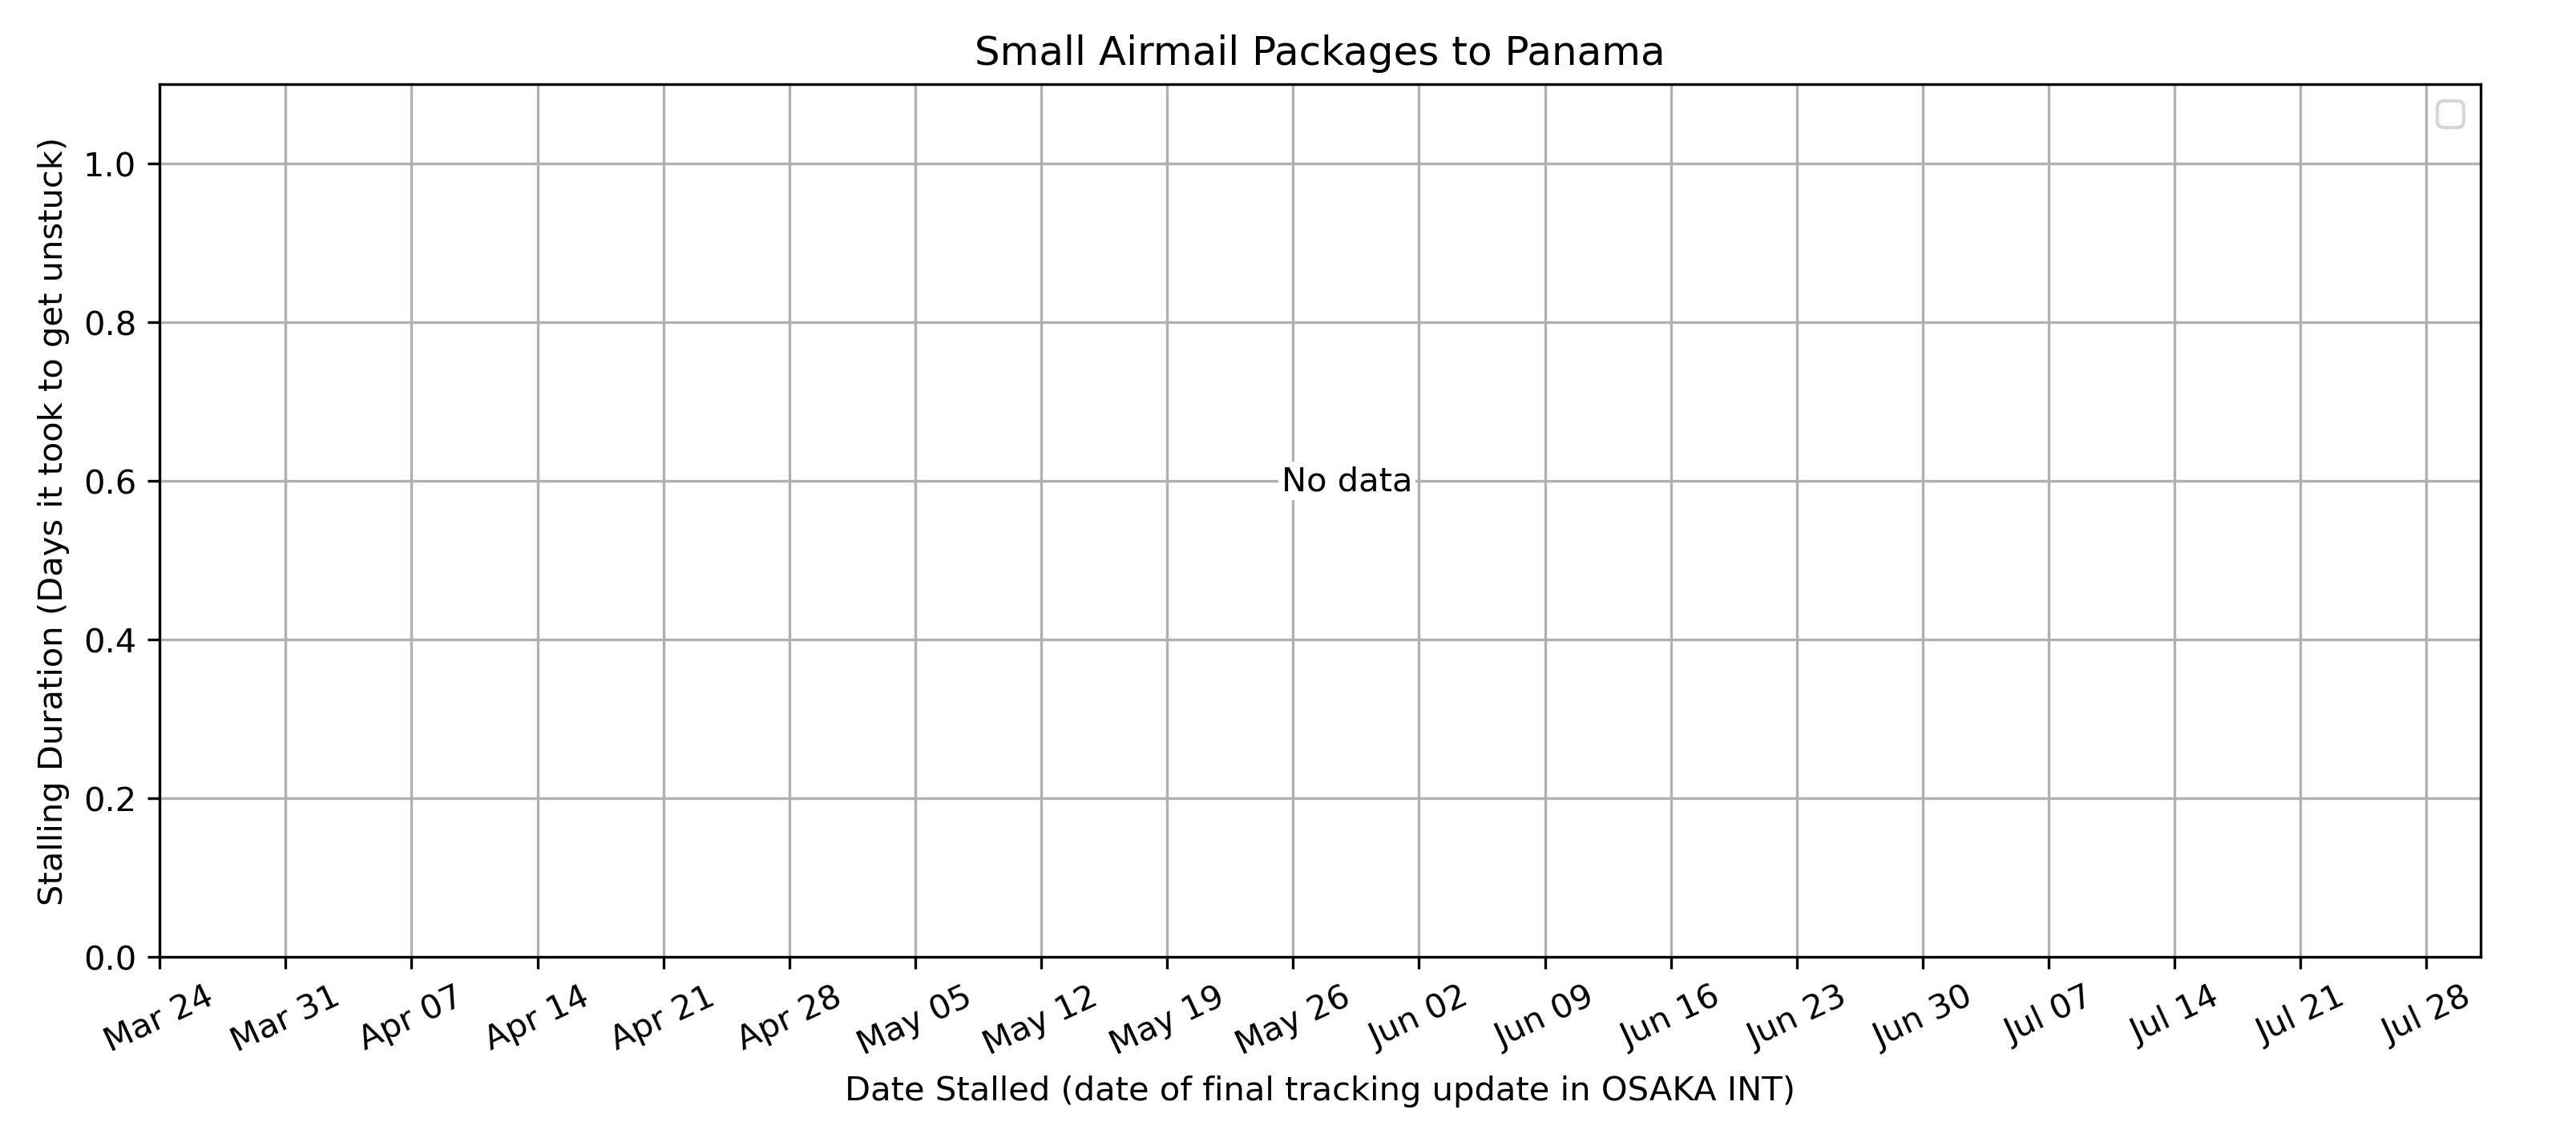 Small Airmail Packages to Panama
Stalling Duration (Days it took to get unstuck)
1.0
0.8
0.6
0.4
0.2
0.0
No data
Mar 24
Mar 31
Apr 07
Apr 14
Apr 21
Apr 28
May 05
May 12
May 19
May 26
Jun 02
Jun 09
Jun 16
Jun 23
Jun 30
Jul 07
Jul 14
Jul 21
Jul 28
Date Stalled (date of final tracking update in OSAKA INT)